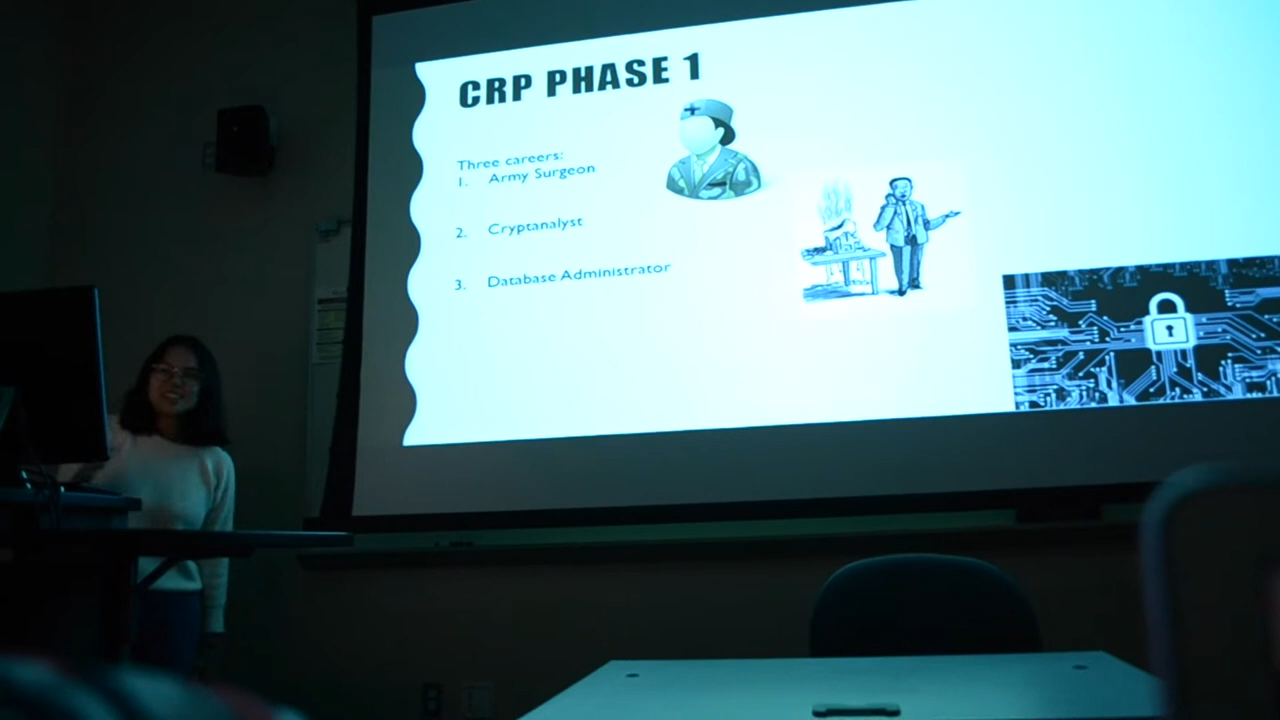 CRP PHASE 1
Three careers:
1. Army Surgeon
2. Cryptanalyst
3. Database Administrator